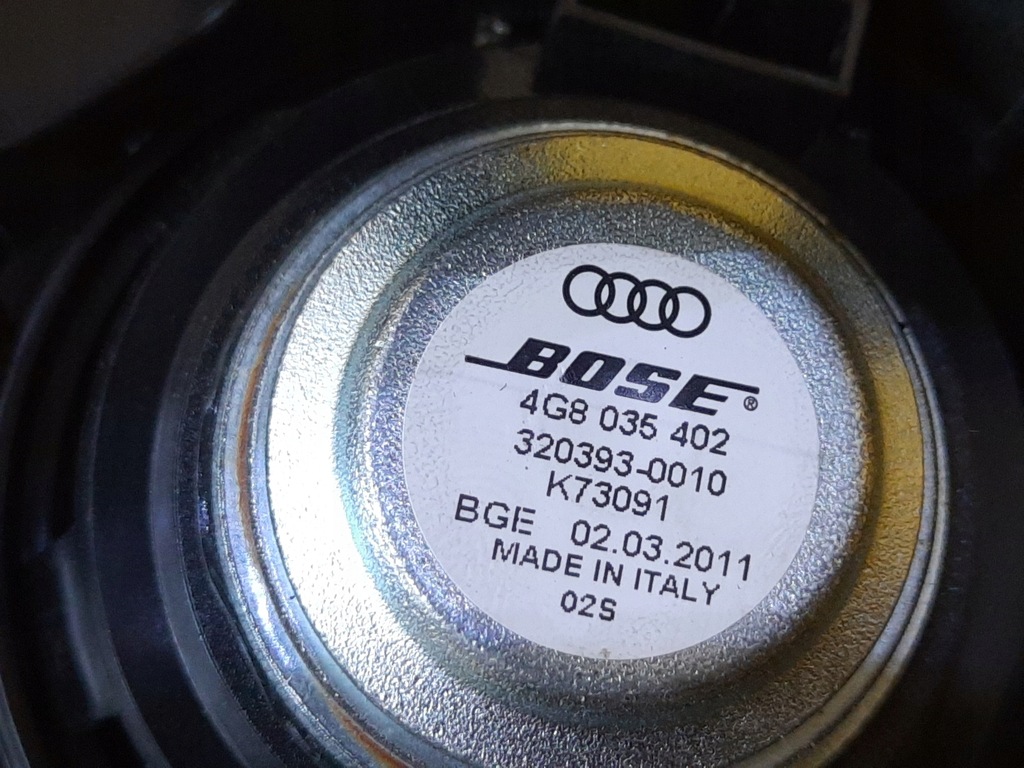 BOSE®
4G8 035 402
320393-0010
K73091
BGE 02.03.2011
MADE IN ITALY
02S